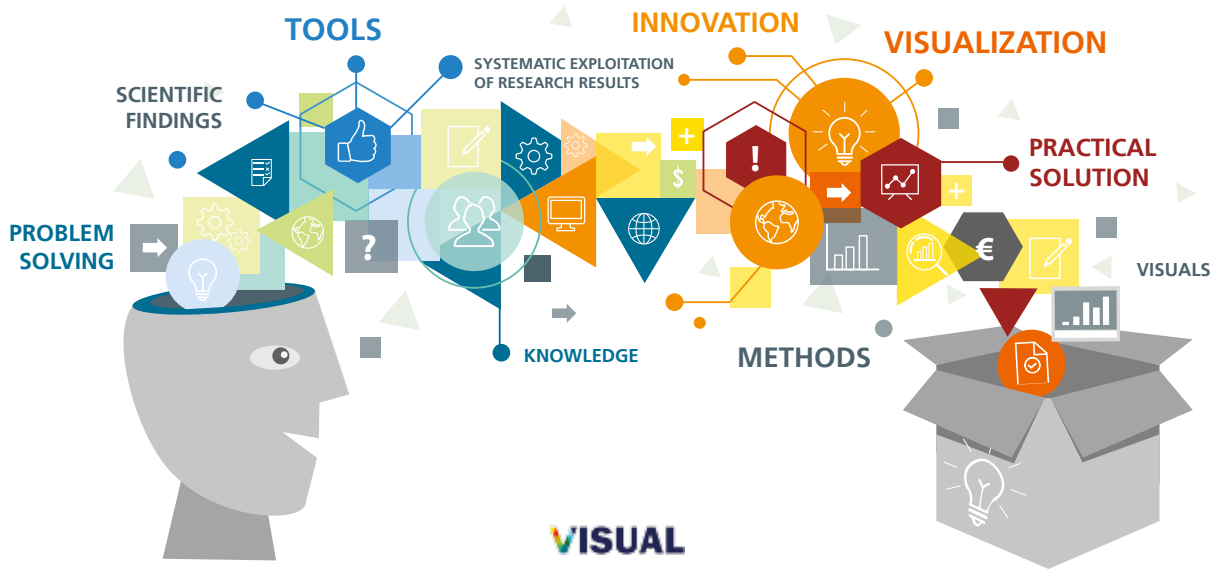 TOOLS
INNOVATION
VISUALIZATION
SYSTEMATIC EXPLOITATION
OF RESEARCH RESULTS
SCIENTIFIC
FINDINGS
PRACTICAL
SOLUTION
PROBLEM
SOLVING
?
!
+
$
+
€
VISUALS
KNOWLEDGE
METHODS
VISUAL